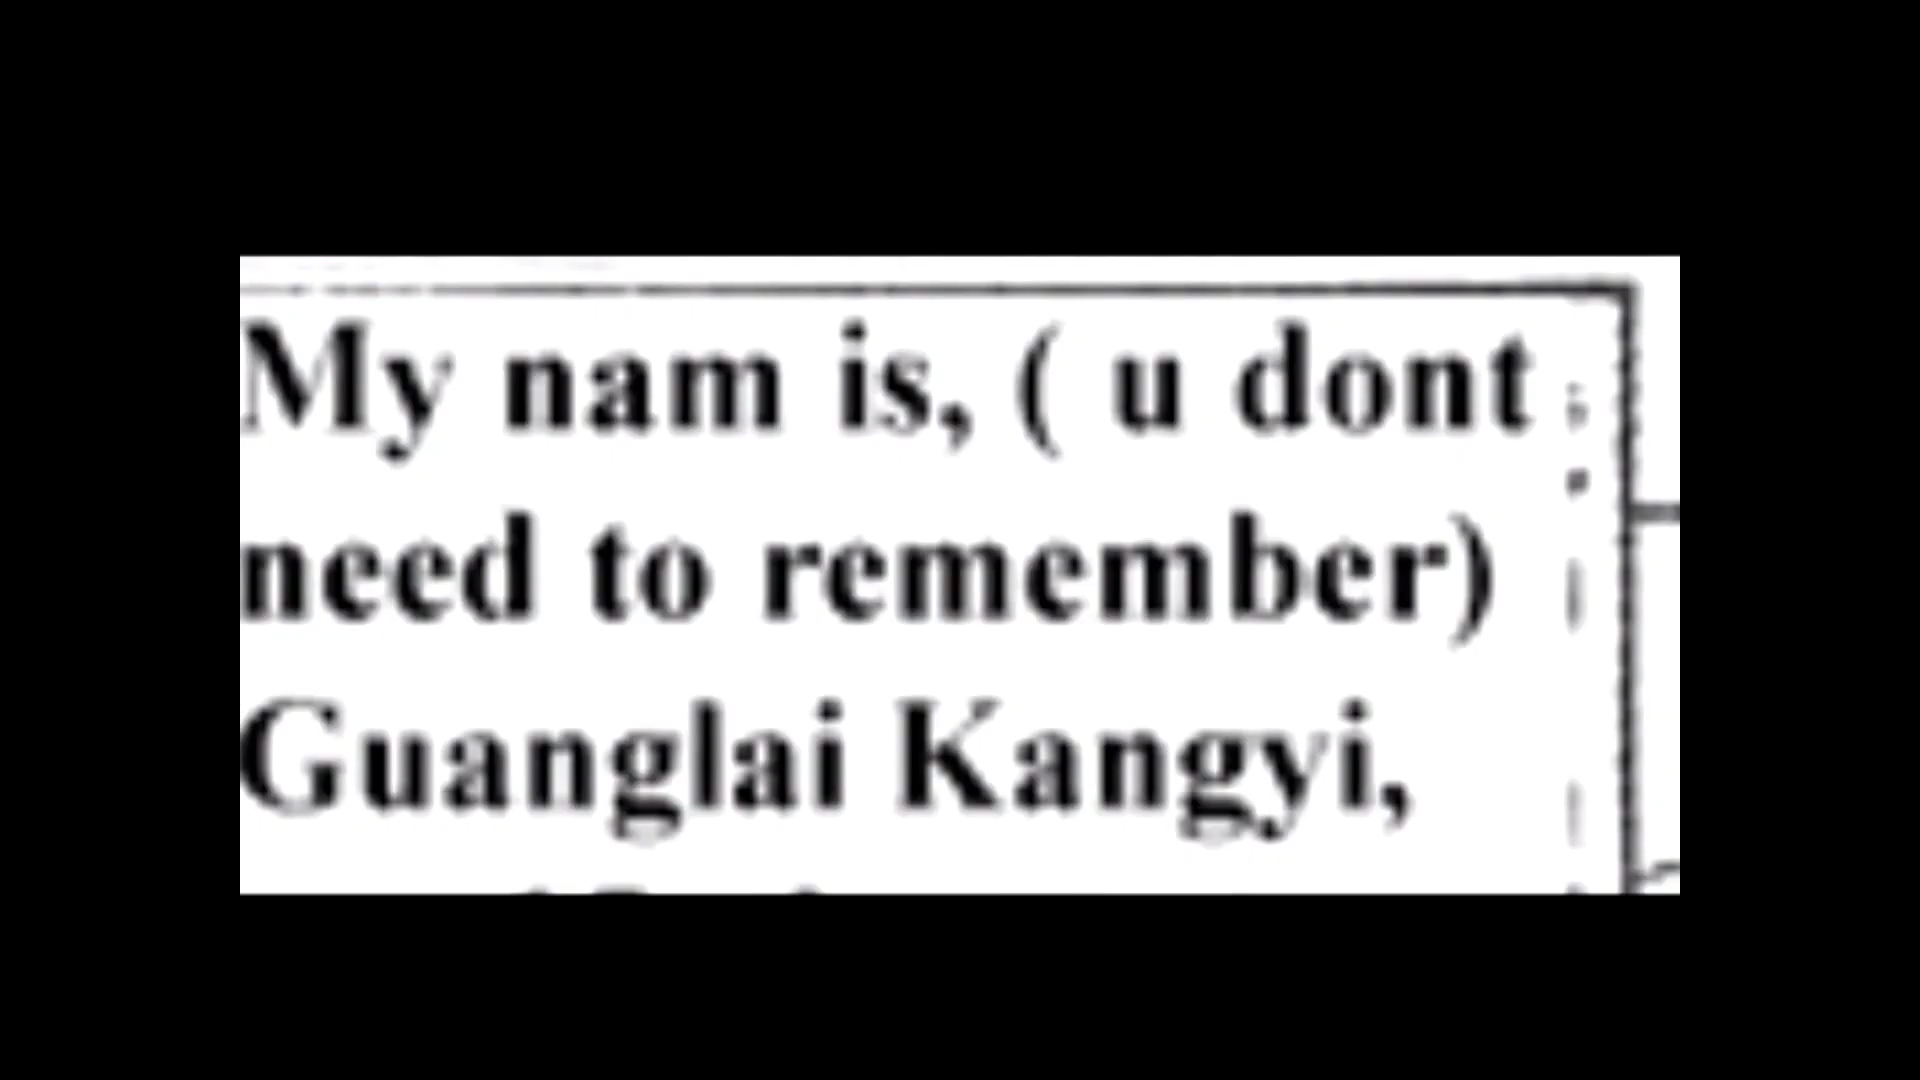 My nam is, ( u dont
need to remember)
Guanglai Kangyi,